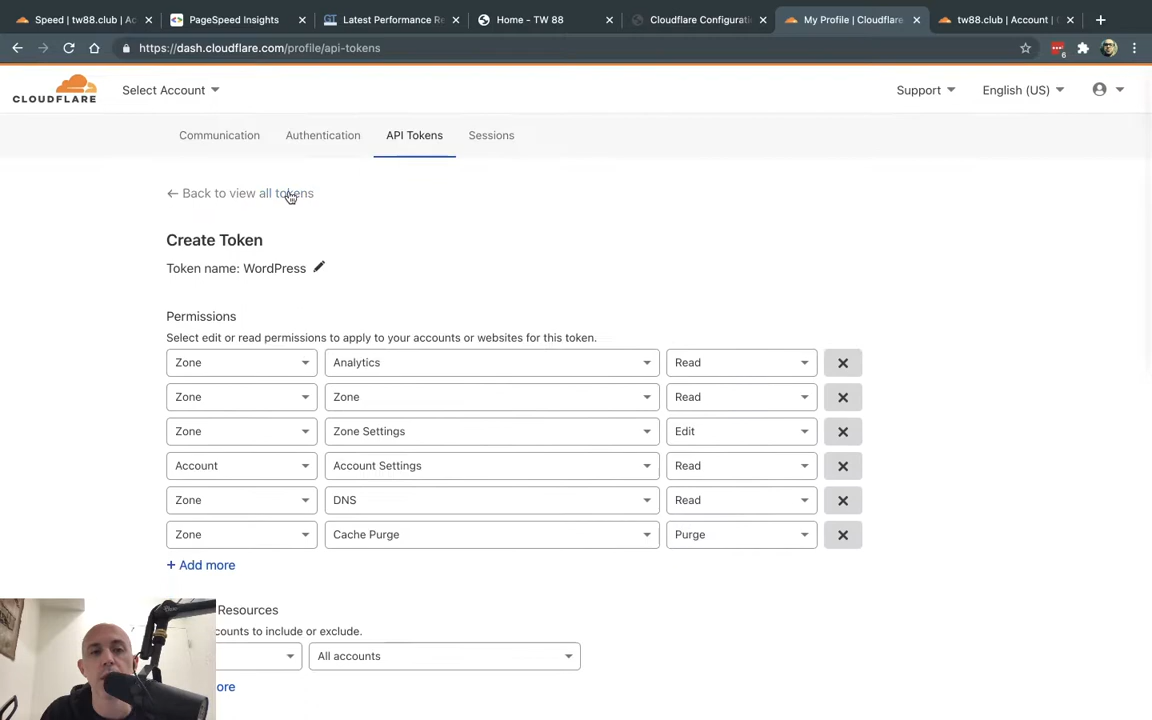 Speed | tw88.club | Ac
PageSpeed Insights
Latest Performance Re
Home - TW 88
Cloudflare Configurati
My Profile | Cloudflare
tw88.club | Account |
https://dash.cloudflare.com/profile/api-tokens
6
CLOUDFLARE
Select Account
Support
English (US)
Communication
Authentication
API Tokens
Sessions
← Back to view all tokens
Create Token
Token name: WordPress
Permissions
Select edit or read permissions to apply to your accounts or websites for this token.
Zone Analytics Read
Zone Zone Read
Zone Zone Settings Edit
Account Account Settings Read
Zone DNS Read
Zone Cache Purge Purge
+ Add more
Resources
counts to include or exclude.
All accounts
ore